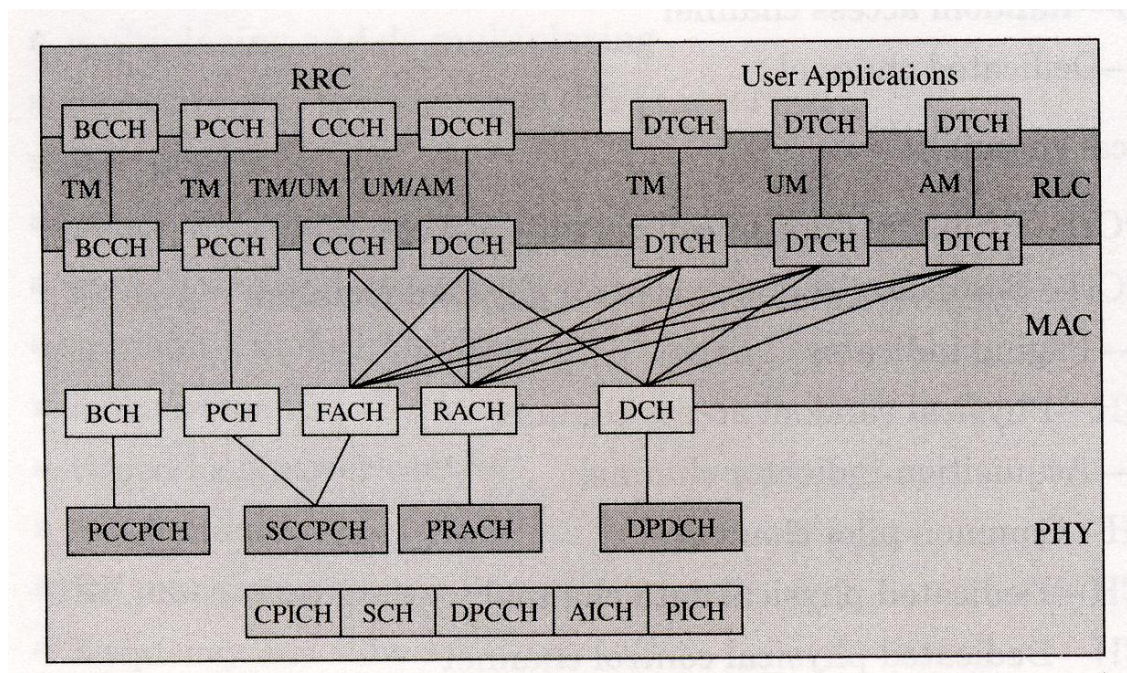 RRC
User Applications
BCCH PCCH CCCH DCCH DTCH DTCH DTCH
TM TM TM/UM UM/AM TM UM AM RLC
BCCH PCCH CCCH DCCH DTCH DTCH DTCH
MAC
BCH PCH FACH RACH DCH
PCCPCH SCCPCH PRACH DPDCH PHY
CPICH SCH DPCCH AICH PICH